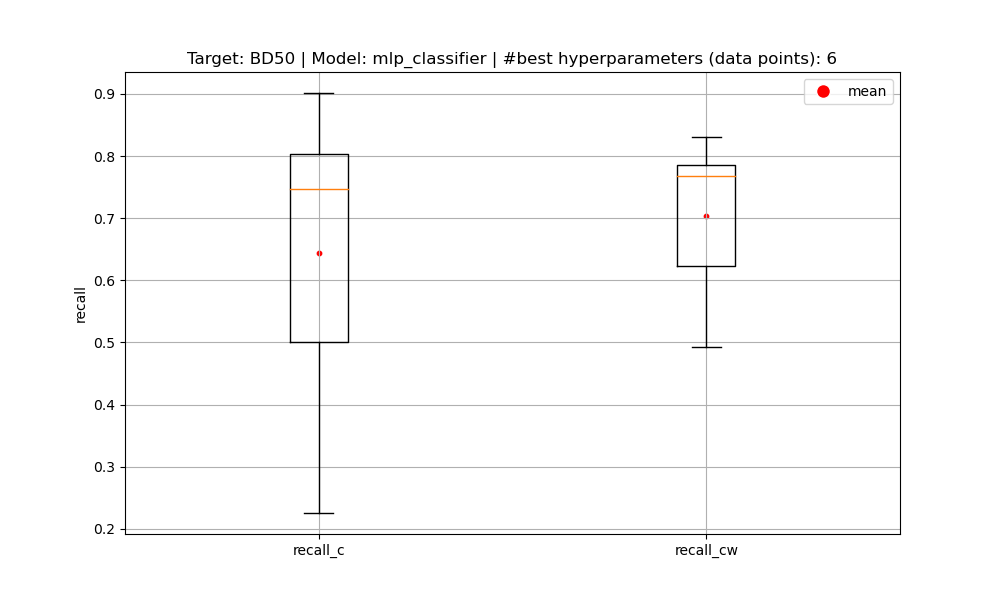 Target: BD50 | Model: mlp_classifier | #best hyperparameters (data points): 6
mean
0.9
0.8
0.7
0.6
0.5
0.4
0.3
0.2
recall
recall_c
recall_cw